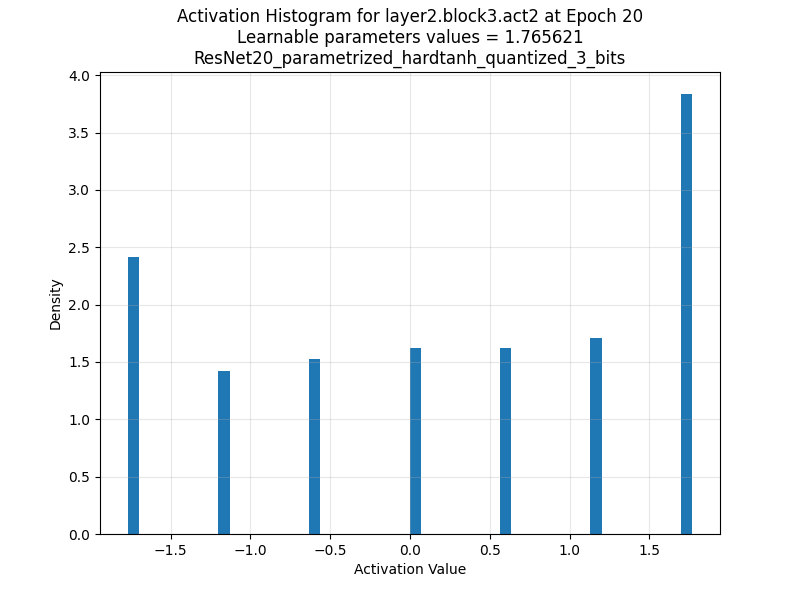 Activation Histogram for layer2.block3.act2 at Epoch 20
Learnable parameters values = 1.765621
ResNet20_parametrized_hardtanh_quantized_3_bits
4.0
3.5
3.0
2.5
2.0
1.5
1.0
0.5
0.0
Density
−1.5 −1.0 −0.5 0.0 0.5 1.0 1.5
Activation Value